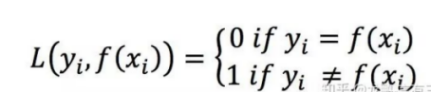 L(yᵢ, f(xᵢ)) = {0 if yᵢ = f(xᵢ)
1 if yᵢ ≠ f(xᵢ)